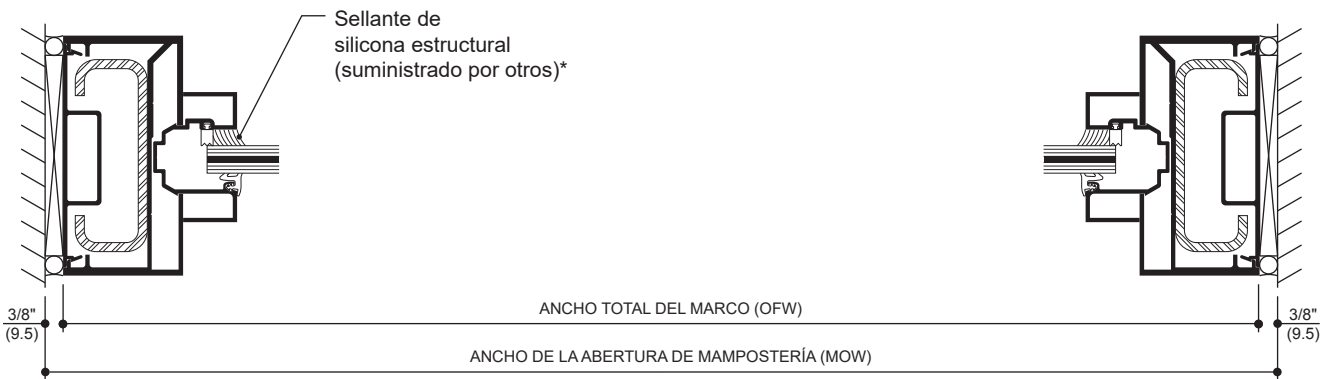 Sellante de
silicona estructural
(suministrado por otros)*
3/8"
(9.5)
ANCHO TOTAL DEL MARCO (OFW)
3/8"
(9.5)
ANCHO DE LA ABERTURA DE MAMPOSTERÍA (MOW)